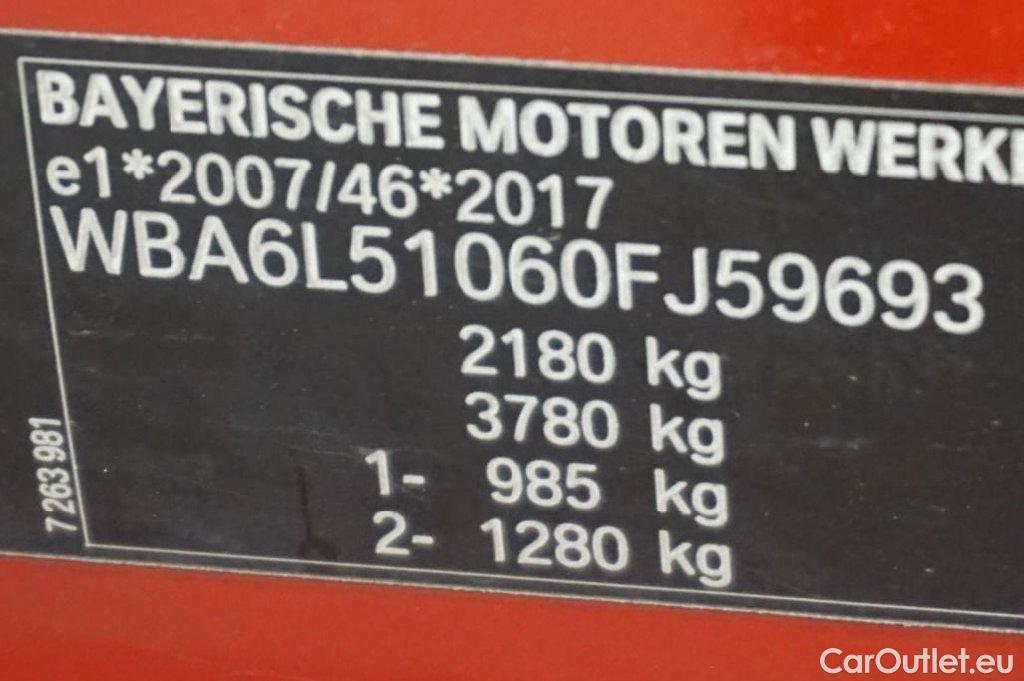 BAYERISCHE MOTOREN WERKE
e1*2007/46*2017
WBA6L51060FJ59693
2180 kg
3780 kg
1- 985 kg
2- 1280 kg
7263 981
CarOutlet.eu